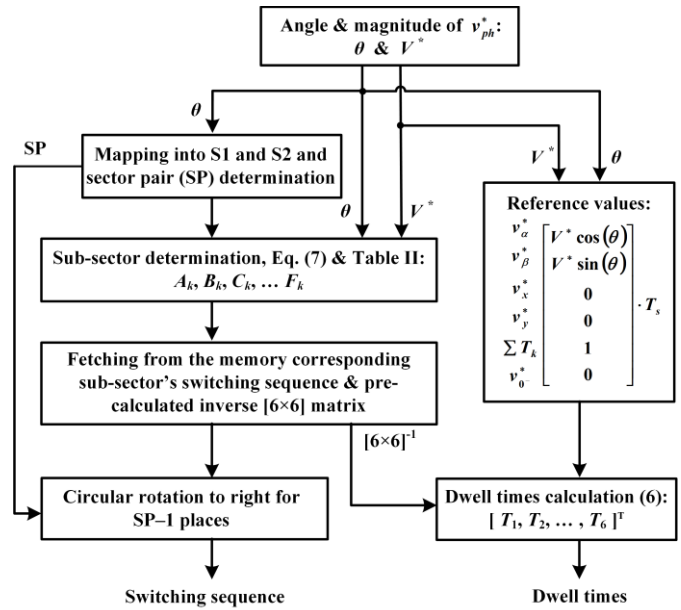 Angle & magnitude of v*ph:
θ & V*
θ
SP
Mapping into S1 and S2 and
sector pair (SP) determination
V*
θ
θ
V*
Reference values:
v*α
V* cos(θ)
v*β
V* sin(θ)
v*x
0
v*y
0
· Ts
∑ Tk
1
v*0-
0
Sub-sector determination, Eq. (7) & Table II:
Ak, Bk, Ck, … Fk
Fetching from the memory corresponding
sub-sector's switching sequence & pre-
calculated inverse [6×6] matrix
[6×6]-1
Circular rotation to right for
SP–1 places
Dwell times calculation (6):
[ T1, T2, … , T6 ]T
Switching sequence
Dwell times